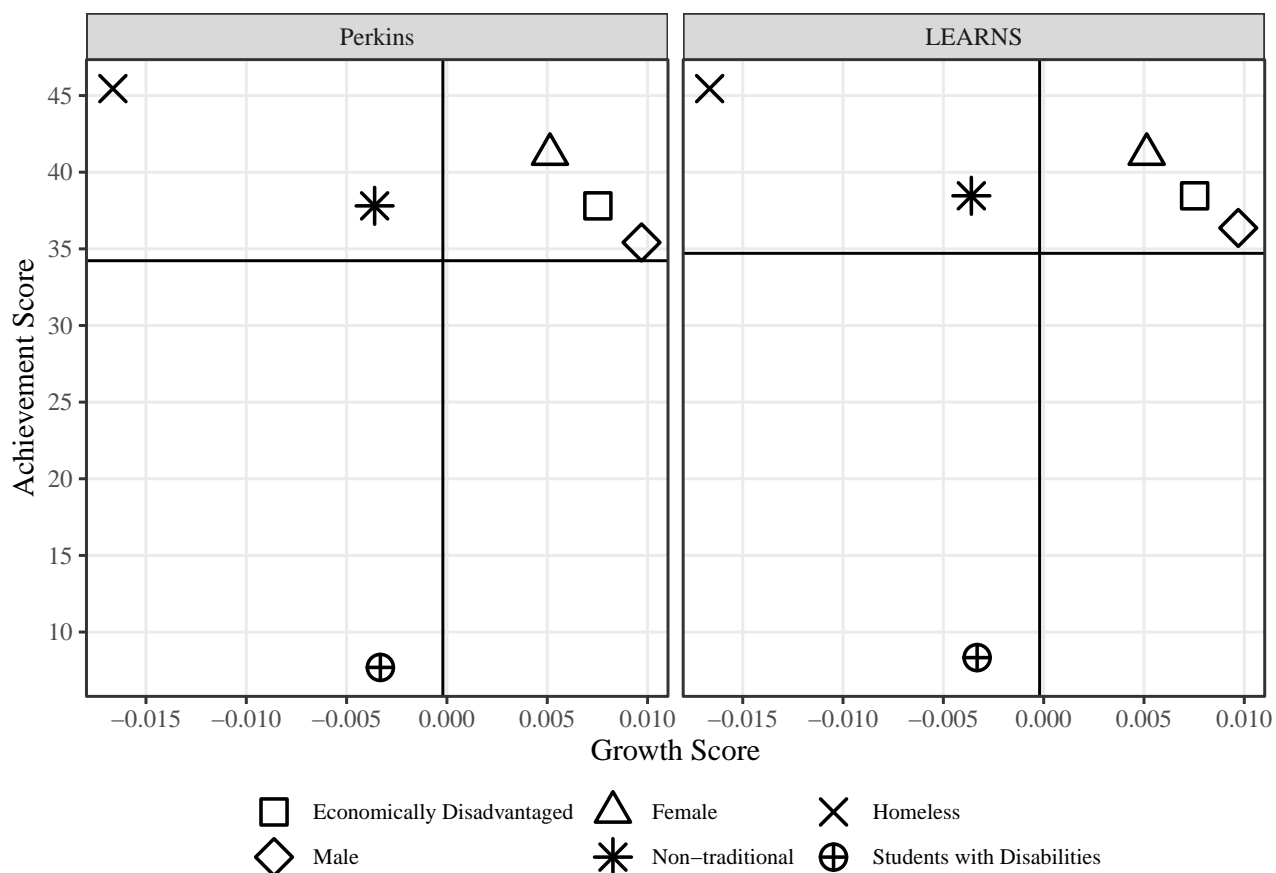 Perkins
LEARNS
45
40
35
30
25
20
15
10
Achievement Score
−0.015 −0.010 −0.005 0.000 0.005 0.010
−0.015 −0.010 −0.005 0.000 0.005 0.010
Growth Score
Economically Disadvantaged Female Homeless
Male Non−traditional Students with Disabilities